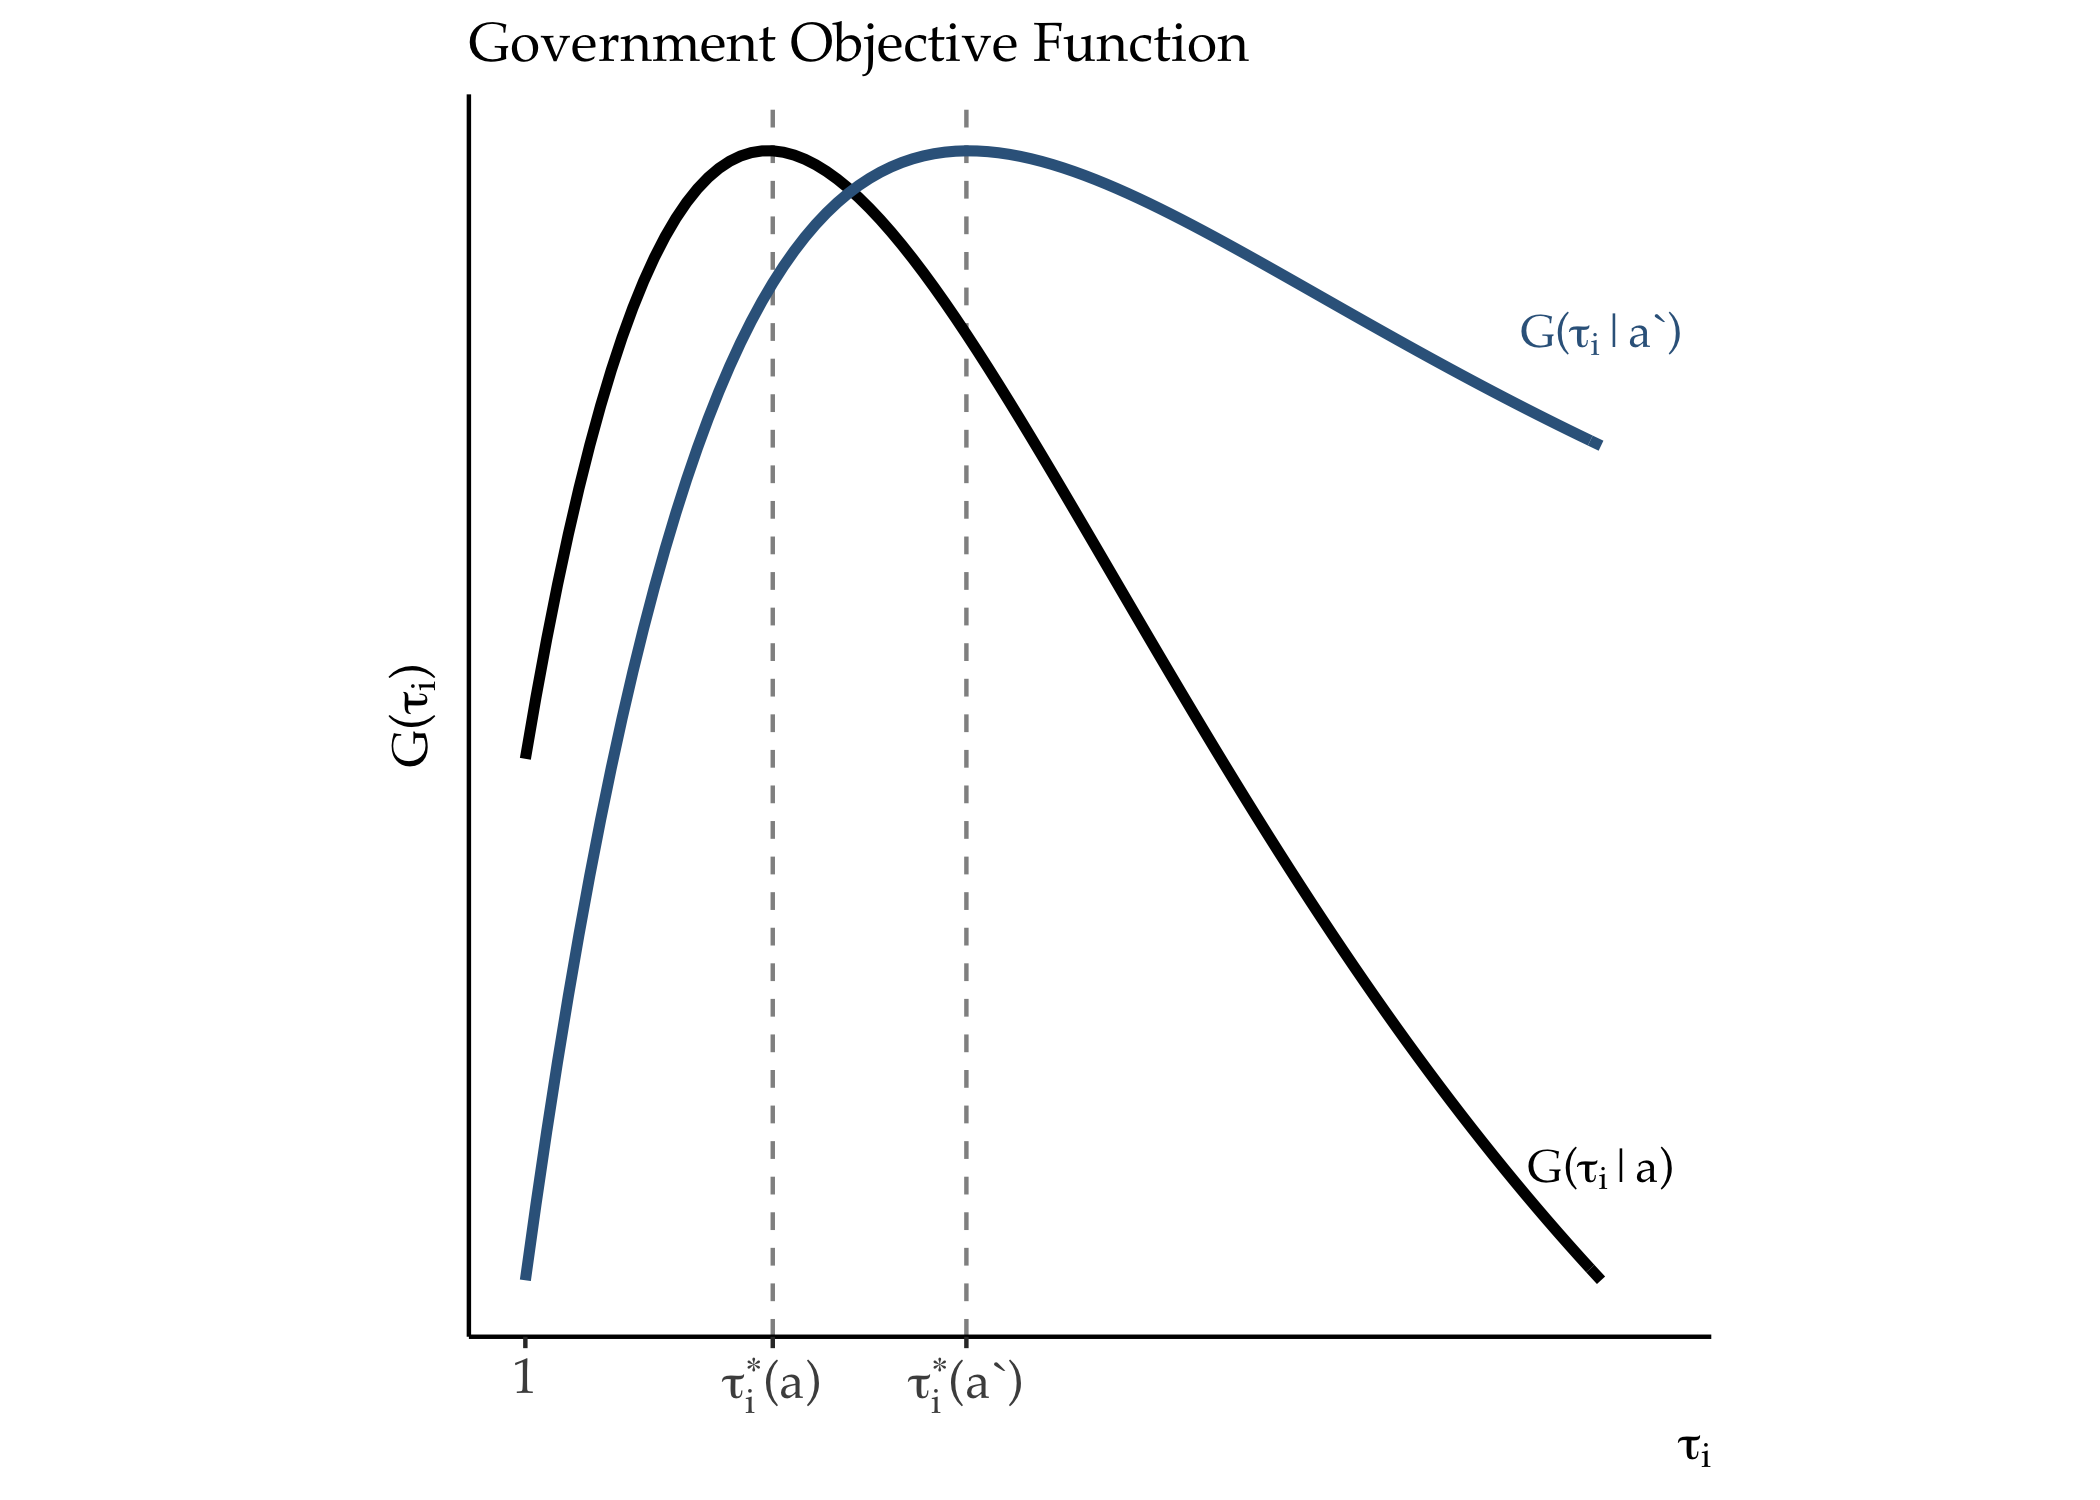 Government Objective Function
G(τi)
G(τi | a`)
G(τi | a)
1
τi*(a)
τi*(a`)
τi